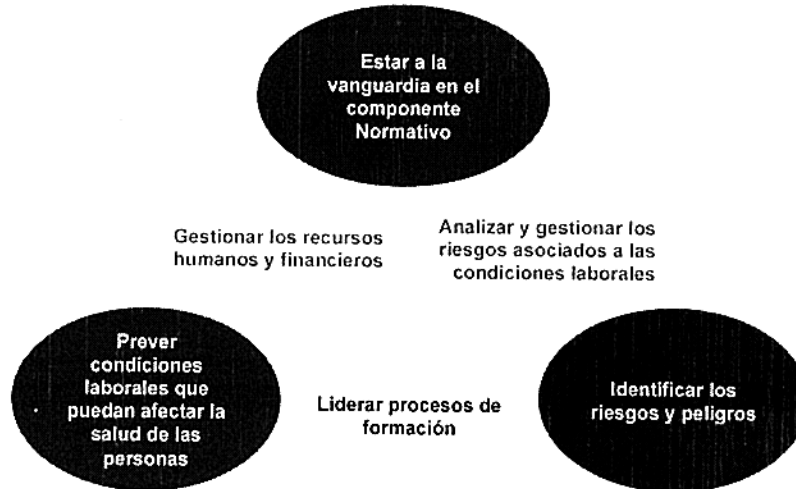 Estar a la
vanguardia en el
componente
Normativo
Gestionar los recursos
humanos y financieros
Analizar y gestionar los
riesgos asociados a las
condiciones laborales
Prever
condiciones
laborales que
puedan afectar la
salud de las
personas
Liderar procesos de
formación
Identificar los
riesgos y peligros